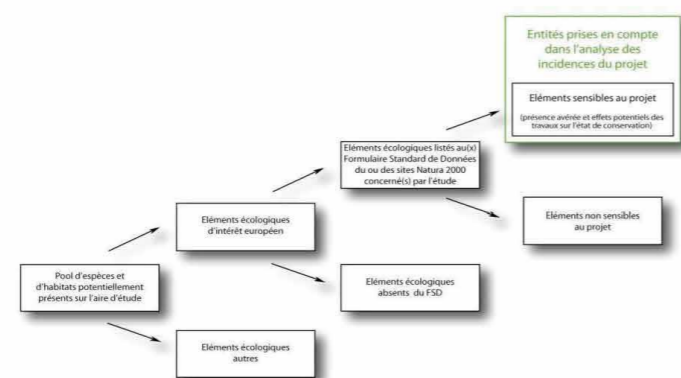 Entités prises en compte
dans l'analyse des
incidences du projet
Eléments sensibles au projet
(présence avérée et effets potentiels des
travaux sur l'état de conservation)
Eléments écologiques listés au(x)
Formulaire Standard de Données
du ou des sites Natura 2000
concerné(s) par l'étude
Eléments écologiques
d'intérêt européen
Eléments non sensibles
au projet
Pool d'espèces et
d'habitats potentiellement
présents sur l'aire d'étude
Eléments écologiques
absents du FSD
Eléments écologiques
autres